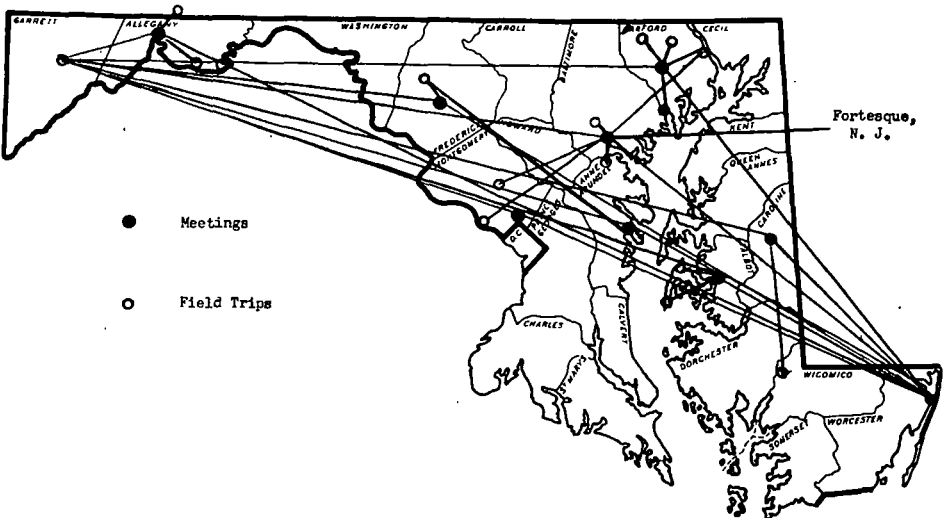 GARRETT
ALLEGANY
WASHINGTON
CARROLL
BALTIMORE
HARFORD
CECIL
Fortesque,
N. J.
KENT
FREDERICK
HOWARD
MONTGOMERY
QUEEN
ANNES
ANNE
ARUNDEL
CAROLINE
PRINCE
GEORGES
D.C.
TALBOT
Meetings
Field Trips
CALVERT
CHARLES
DORCHESTER
ST MARYS
WICOMICO
WORCESTER
SOMERSET